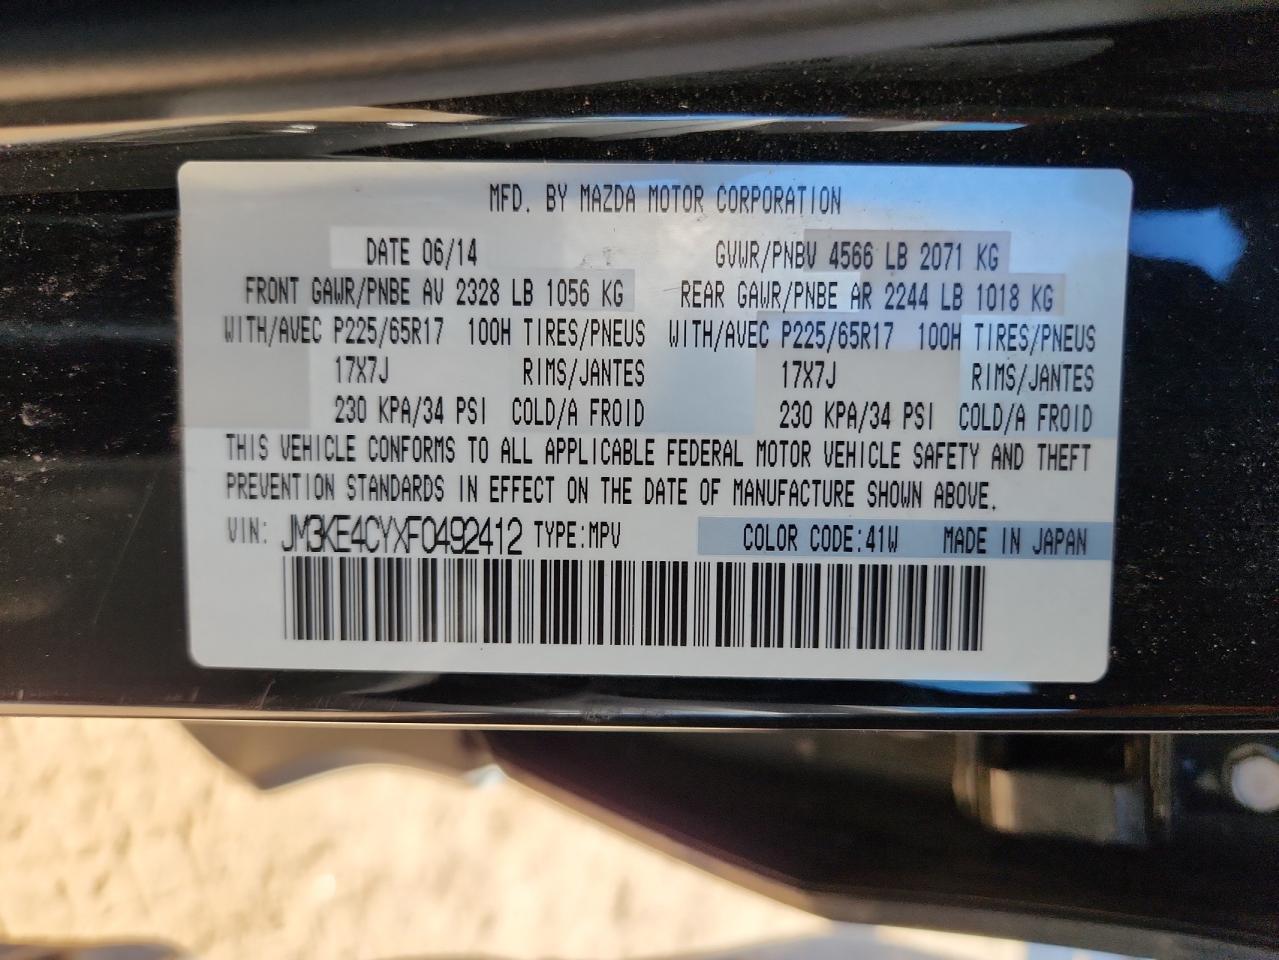 MFD. BY MAZDA MOTOR CORPORATION
DATE 06/14 GVWR/PNBV 4566 LB 2071 KG
FRONT GAWR/PNBE AV 2328 LB 1056 KG REAR GAWR/PNBE AR 2244 LB 1018 KG
WITH/AVEC P225/65R17 100H TIRES/PNEUS WITH/AVEC P225/65R17 100H TIRES/PNEUS
17X7J RIMS/JANTES 17X7J RIMS/JANTES
230 KPA/34 PSI COLD/A FROID 230 KPA/34 PSI COLD/A FROID
THIS VEHICLE CONFORMS TO ALL APPLICABLE FEDERAL MOTOR VEHICLE SAFETY AND THEFT
PREVENTION STANDARDS IN EFFECT ON THE DATE OF MANUFACTURE SHOWN ABOVE.
VIN: JM3KE4CYXF0492412 TYPE:MPV COLOR CODE:41W MADE IN JAPAN